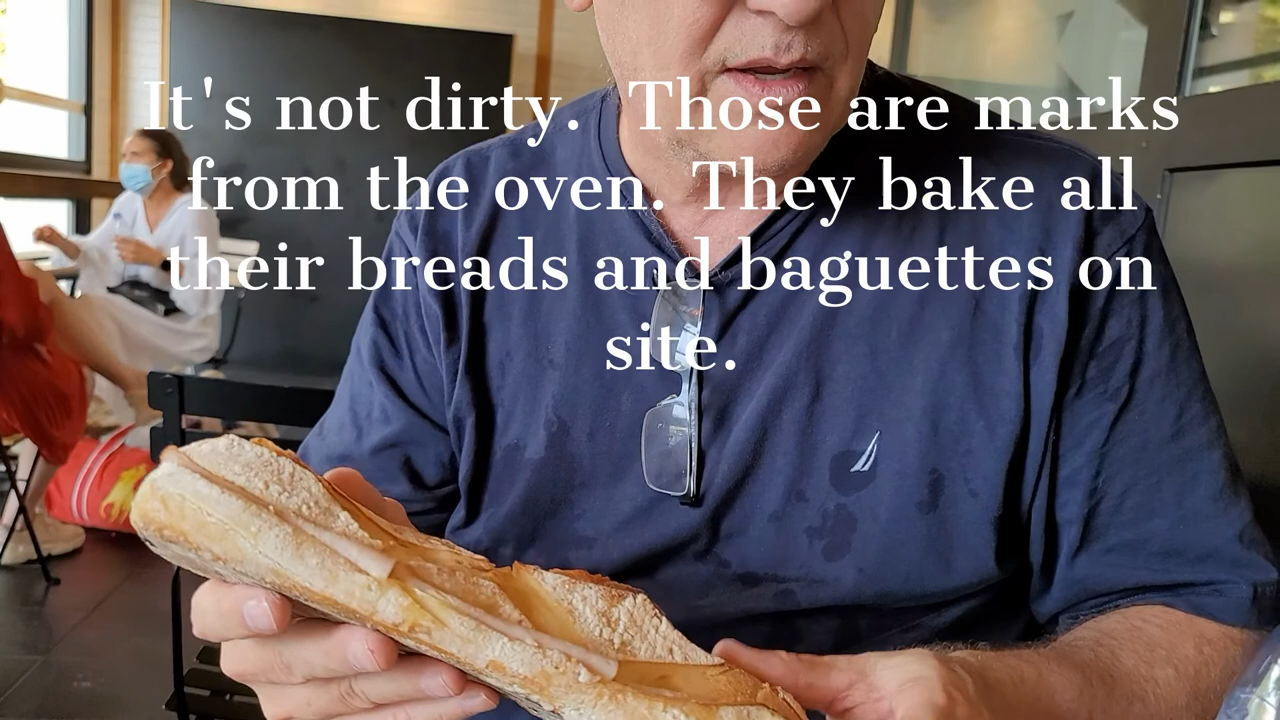 It's not dirty.  Those are marks
from the oven. They bake all
their breads and baguettes on
site.